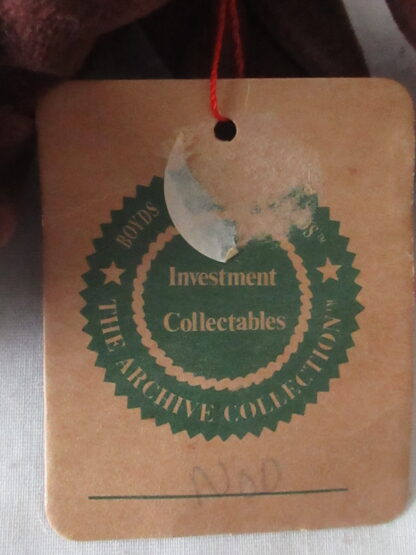 BOYDS
Investment
Collectables
THE ARCHIVE COLLECTION™